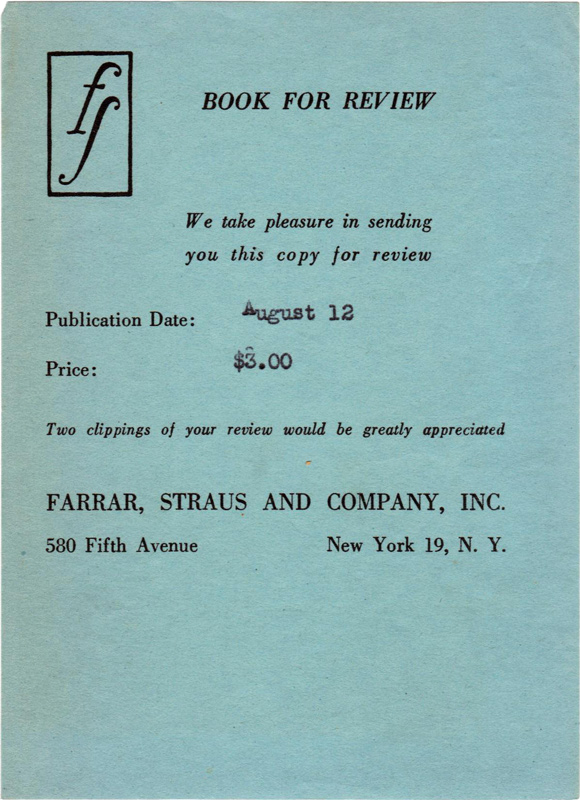 fs
BOOK FOR REVIEW
We take pleasure in sending
you this copy for review
Publication Date: August 12
Price: $3.00
Two clippings of your review would be greatly appreciated
FARRAR, STRAUS AND COMPANY, INC.
580 Fifth Avenue New York 19, N. Y.